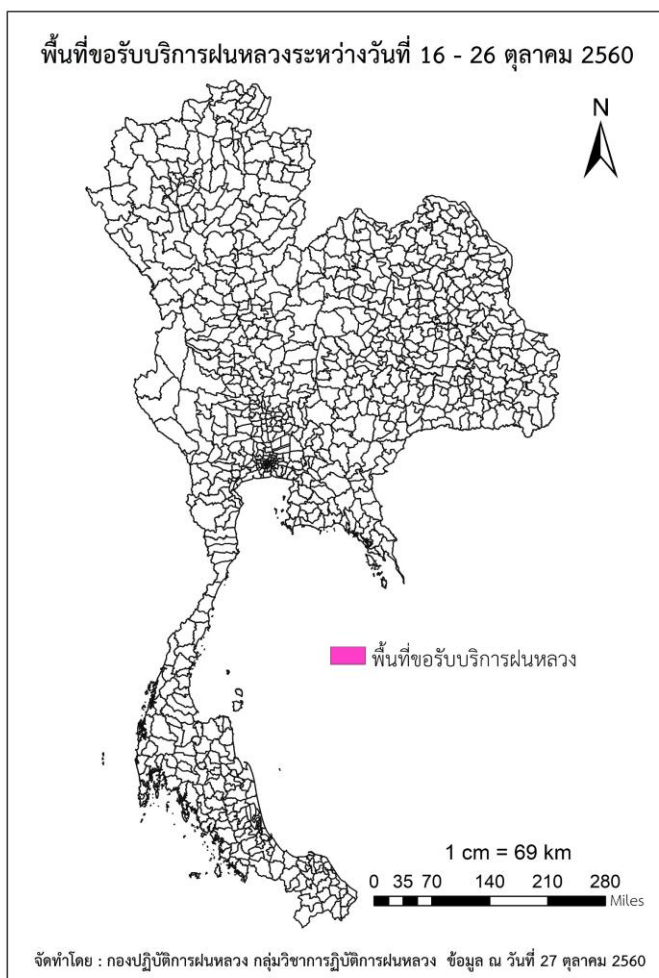 พื้นที่ขอรับบริการฝนหลวงระหว่างวันที่ 16 - 26 ตุลาคม 2560
N
พื้นที่ขอรับบริการฝนหลวง
1 cm = 69 km
0 35 70 140 210 280
Miles
จัดทำโดย : กองปฏิบัติการฝนหลวง กลุ่มวิชาการฏิบัติการฝนหลวง ข้อมูล ณ วันที่ 27 ตุลาคม 2560